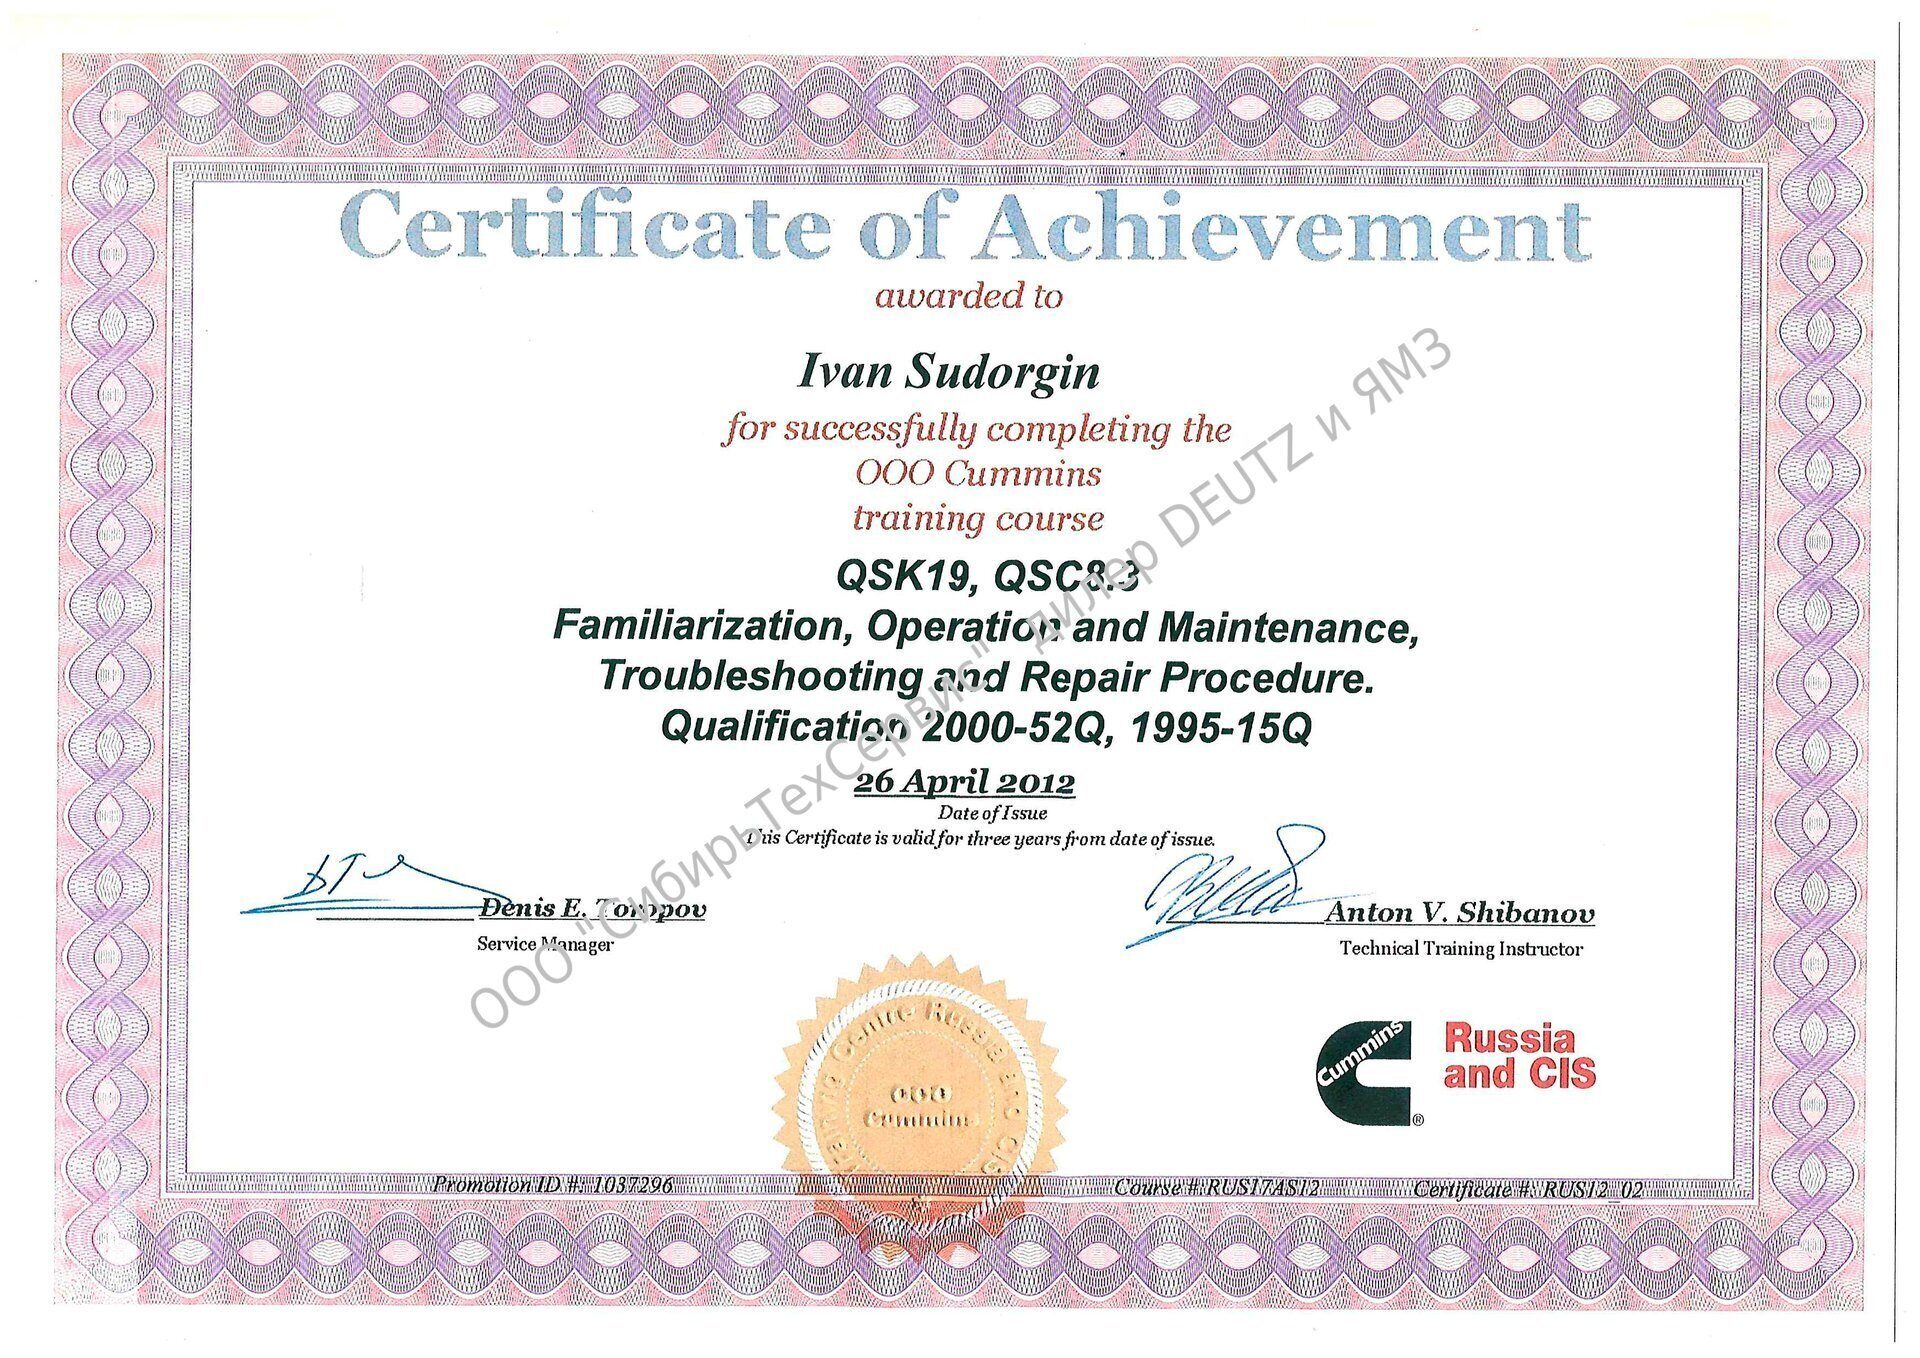 Certificate of Achievement
awarded to
Ivan Sudorgin
for successfully completing the
OOO Cummins
training course
QSK19, QSC8.3
Familiarization, Operation and Maintenance,
Troubleshooting and Repair Procedure.
Qualification 2000-52Q, 1995-15Q
26 April 2012
Date of Issue
This Certificate is valid for three years from date of issue.
Denis E. Toropov
Service Manager
Anton V. Shibanov
Technical Training Instructor
ООО "СибирьТехСервис" дилер DEUTZ и ЯМЗ
Training Centre Russia and CIS
OOO
Cummins
Cummins
®
Russia
and CIS
Promotion ID #: 1037296
Course #:RUS17AS12
Certificate #: RUS12_02